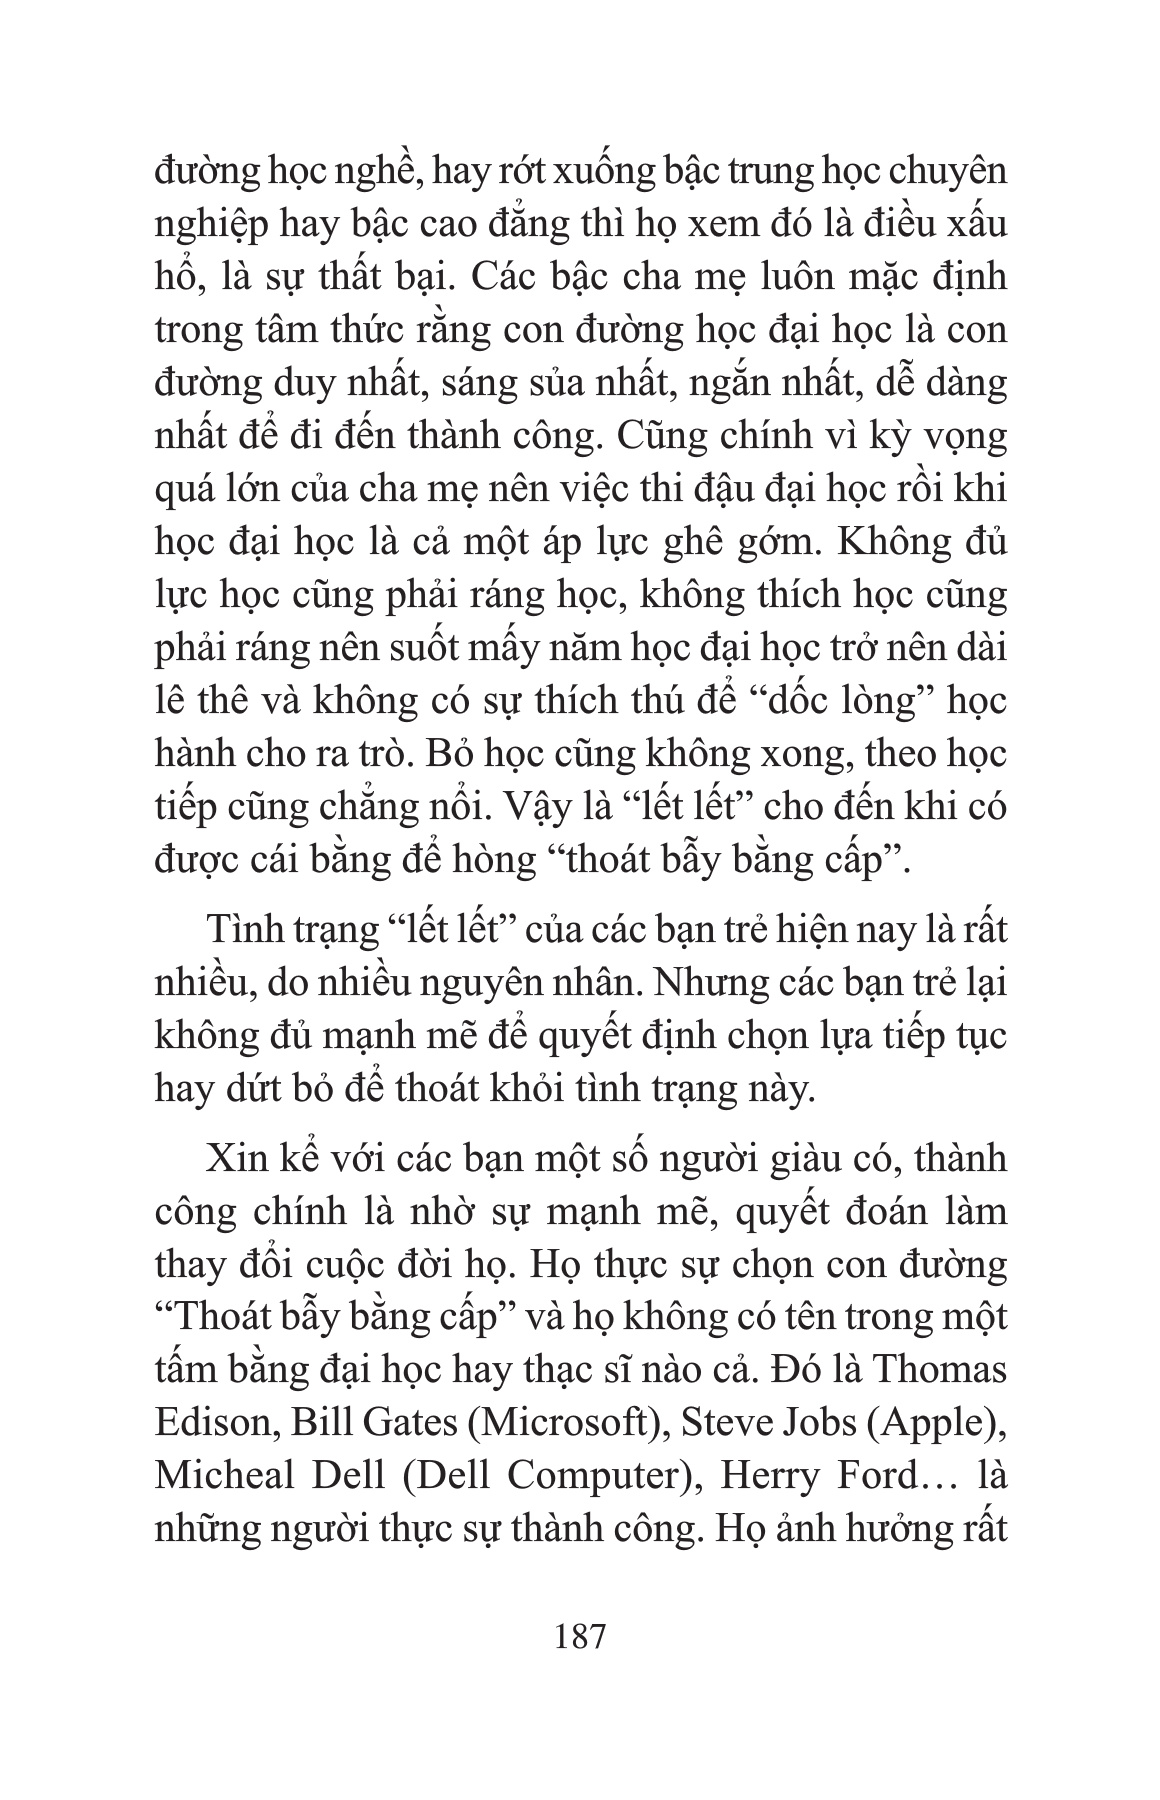 đường học nghề, hay rớt xuống bậc trung học chuyên
nghiệp hay bậc cao đẳng thì họ xem đó là điều xấu
hổ, là sự thất bại. Các bậc cha mẹ luôn mặc định
trong tâm thức rằng con đường học đại học là con
đường duy nhất, sáng sủa nhất, ngắn nhất, dễ dàng
nhất để đi đến thành công. Cũng chính vì kỳ vọng
quá lớn của cha mẹ nên việc thi đậu đại học rồi khi
học đại học là cả một áp lực ghê gớm. Không đủ
lực học cũng phải ráng học, không thích học cũng
phải ráng nên suốt mấy năm học đại học trở nên dài
lê thê và không có sự thích thú để “dốc lòng” học
hành cho ra trò. Bỏ học cũng không xong, theo học
tiếp cũng chẳng nổi. Vậy là “lết lết” cho đến khi có
được cái bằng để hòng “thoát bẫy bằng cấp”.
Tình trạng “lết lết” của các bạn trẻ hiện nay là rất
nhiều, do nhiều nguyên nhân. Nhưng các bạn trẻ lại
không đủ mạnh mẽ để quyết định chọn lựa tiếp tục
hay dứt bỏ để thoát khỏi tình trạng này.
Xin kể với các bạn một số người giàu có, thành
công chính là nhờ sự mạnh mẽ, quyết đoán làm
thay đổi cuộc đời họ. Họ thực sự chọn con đường
“Thoát bẫy bằng cấp” và họ không có tên trong một
tấm bằng đại học hay thạc sĩ nào cả. Đó là Thomas
Edison, Bill Gates (Microsoft), Steve Jobs (Apple),
Micheal Dell (Dell Computer), Herry Ford… là
những người thực sự thành công. Họ ảnh hưởng rất
187